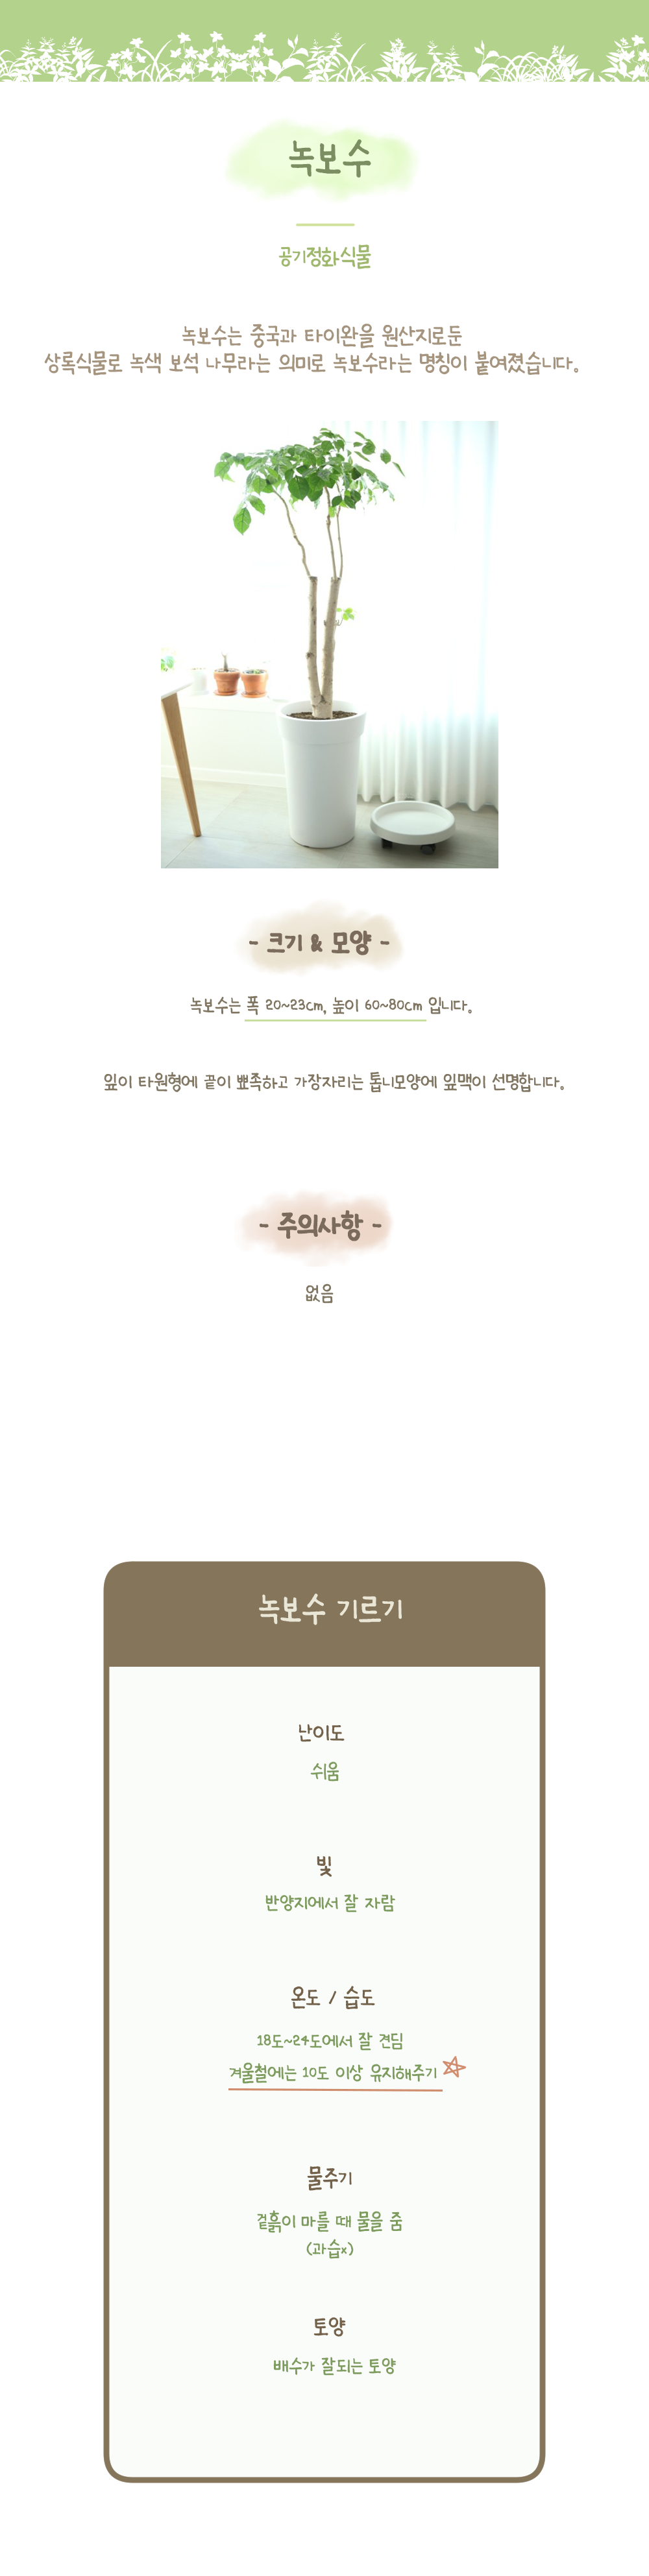 녹보수
공기정화식물
녹보수는 중국과 타이완을 원산지로둔
상록식물로 녹색 보석 나무라는 의미로 녹보수라는 명칭이 붙여졌습니다.
- 크기 & 모양 -
녹보수는 폭 20~23cm, 높이 60~80cm 입니다.
잎이 타원형에 끝이 뾰족하고 가장자리는 톱니모양에 잎맥이 선명합니다.
- 주의사항 -
없음
녹보수 기르기
난이도
쉬움
빛
반양지에서 잘 자람
온도 / 습도
18도~24도에서 잘 견딤
겨울철에는 10도 이상 유지해주기
물주기
겉흙이 마를 때 물을 줌
(과습x)
토양
배수가 잘되는 토양